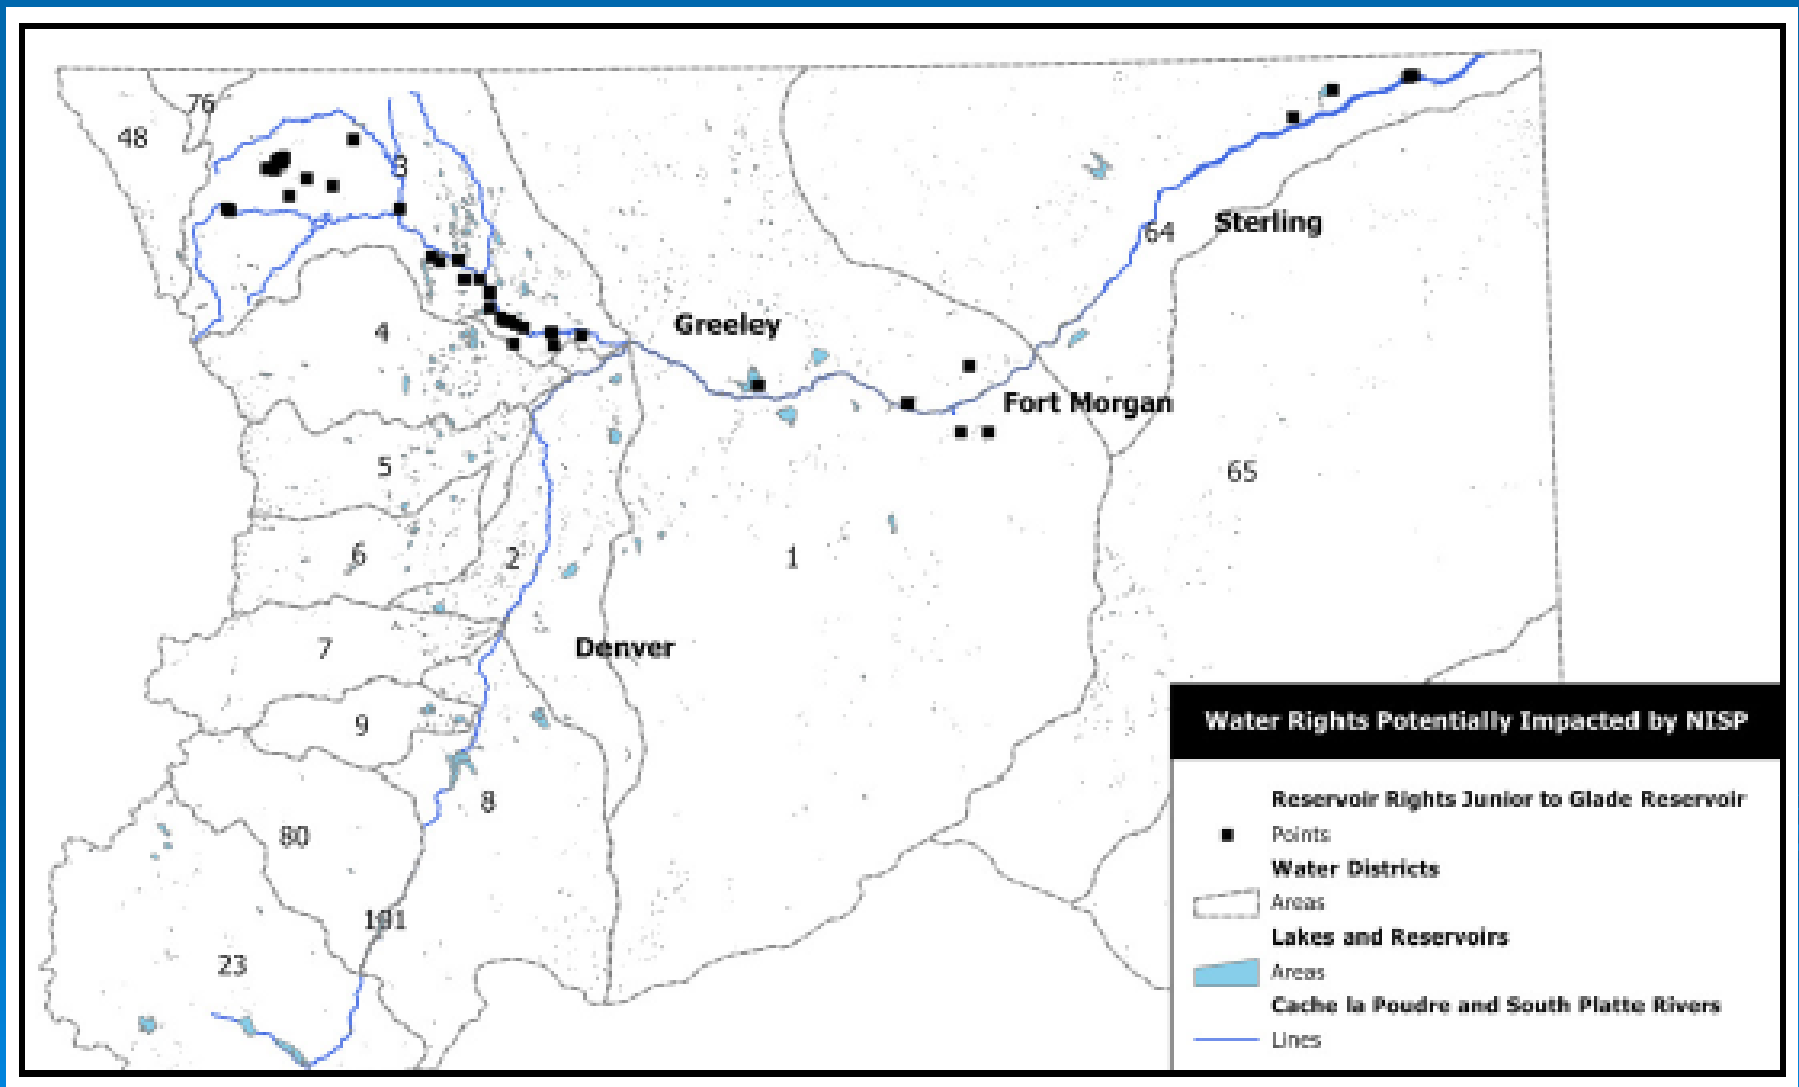 76
48
3
64
Sterling
Greeley
4
Fort Morgan
5
65
6
2
1
7
Denver
9
8
80
101
23
Water Rights Potentially Impacted by NISP
Reservoir Rights Junior to Glade Reservoir
Points
Water Districts
Areas
Lakes and Reservoirs
Areas
Cache la Poudre and South Platte Rivers
Lines